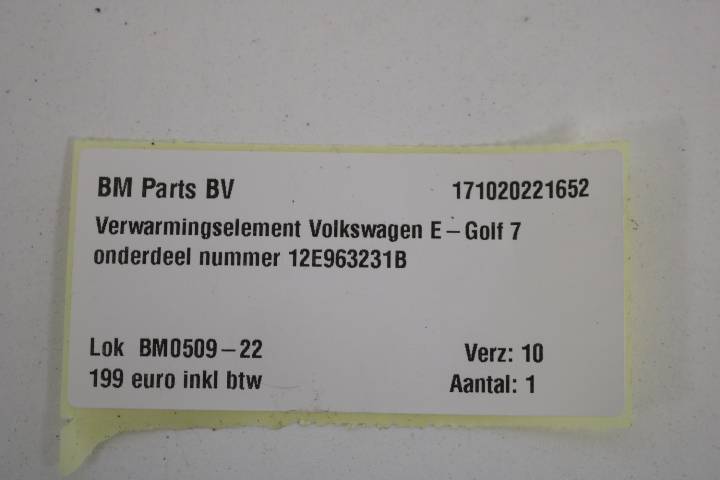 BM Parts BV 171020221652
Verwarmingselement Volkswagen E-Golf 7
onderdeel nummer 12E963231B
Lok BM0509-22 Verz: 10
199 euro inkl btw Aantal: 1